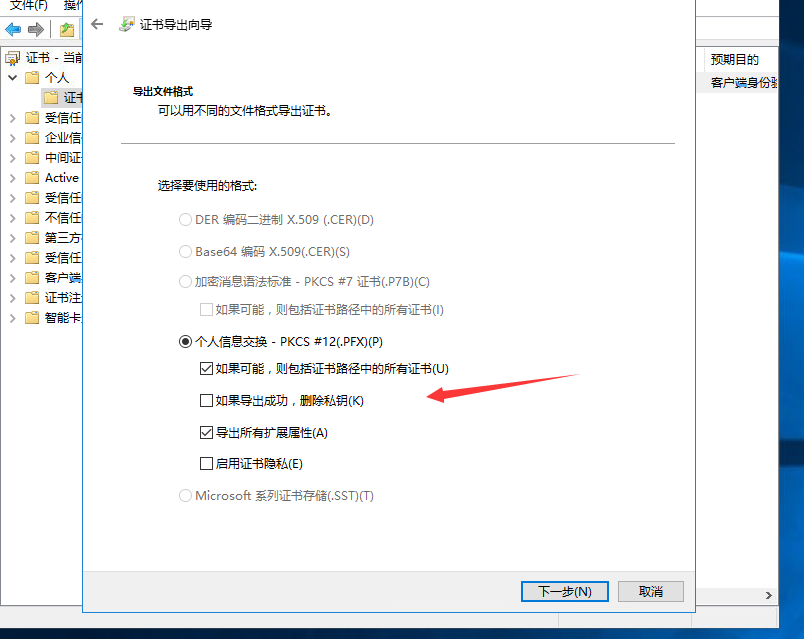 文件(F) 操作
证书 - 当前
个人
证书
受信任
企业信
中间证
Active
受信任
不信任
第三方
受信任
客户端
证书注
智能卡
证书导出向导
导出文件格式
可以用不同的文件格式导出证书。
选择要使用的格式:
DER 编码二进制 X.509 (.CER)(D)
Base64 编码 X.509(.CER)(S)
加密消息语法标准 - PKCS #7 证书(.P7B)(C)
如果可能，则包括证书路径中的所有证书(I)
个人信息交换 - PKCS #12(.PFX)(P)
如果可能，则包括证书路径中的所有证书(U)
如果导出成功，删除私钥(K)
导出所有扩展属性(A)
启用证书隐私(E)
Microsoft 系列证书存储(.SST)(T)
下一步(N) 取消
预期目的
客户端身份验